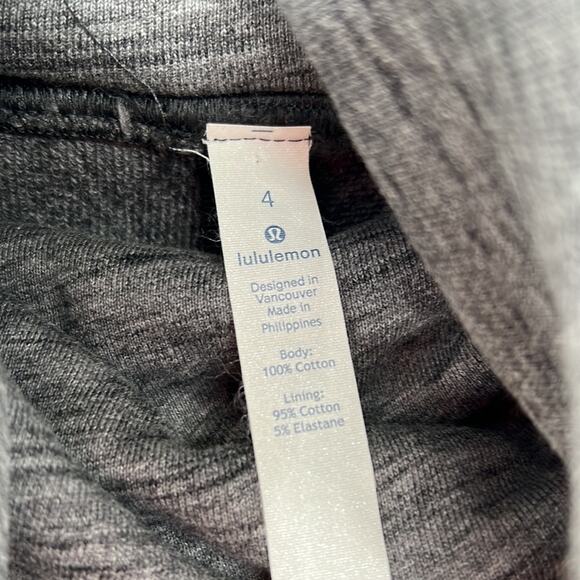 4
lululemon
Designed in
Vancouver
Made in
Philippines
Body:
100% Cotton
Lining:
95% Cotton
5% Elastane